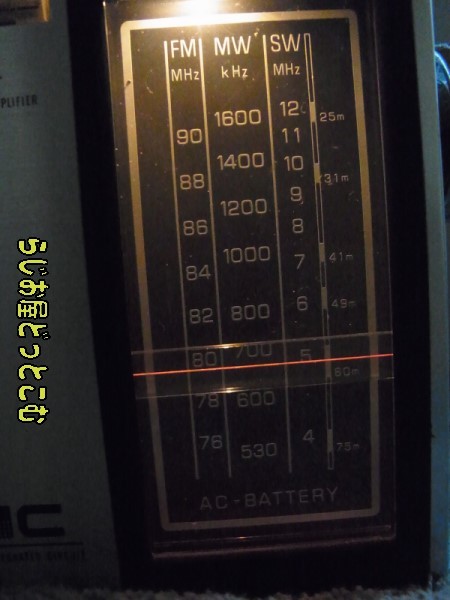 FM MW SW
MHz kHz MHz
PLIFIER
12
1600
25m
90
11
1400
10
88
31m
9
1200
8
86
1000
7
41m
84
6
49m
800
82
700
5
80
60m
78
600
4
76
530
75m
AC-BATTERY
らじお屋どっとこむ
IC